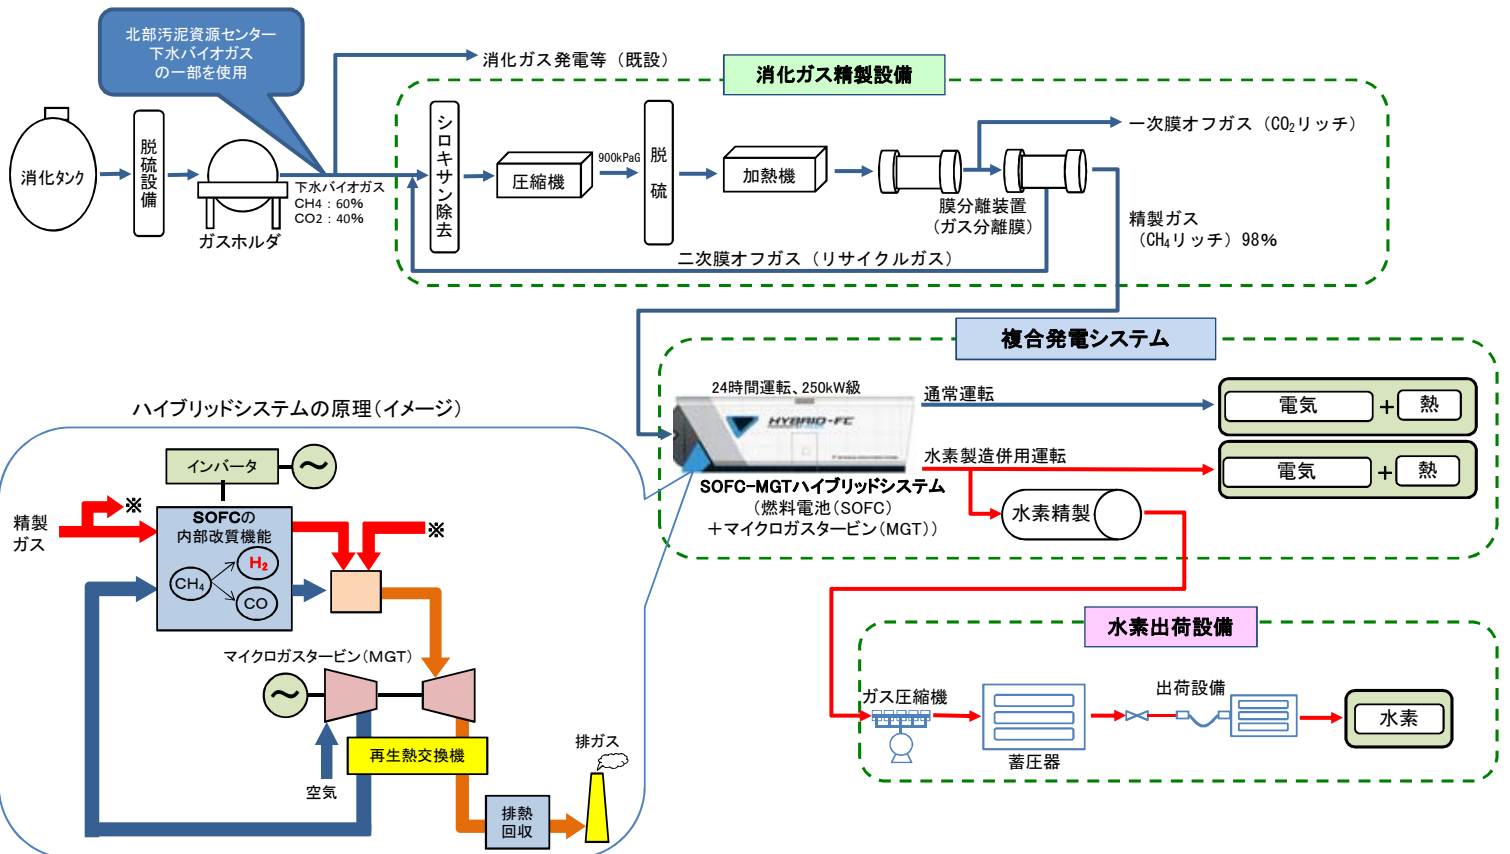 北部汚泥資源センター
下水バイオガス
の一部を使用
消化ガス発電等（既設）
消化ガス精製設備
消化タンク
脱硫設備
ガスホルダ
下水バイオガス
CH4：60%
CO2：40%
シロキサン除去
圧縮機
900kPaG
脱硫
加熱機
膜分離装置
（ガス分離膜）
一次膜オフガス（CO₂リッチ）
精製ガス
（CH₄リッチ）98%
二次膜オフガス（リサイクルガス）
複合発電システム
24時間運転、250kW級
HYBRID-FC
SOFC-MGTハイブリッドシステム
（燃料電池（SOFC）
＋マイクロガスタービン（MGT））
通常運転
電気
＋
熱
水素製造併用運転
電気
＋
熱
水素精製
水素出荷設備
ガス圧縮機
蓄圧器
出荷設備
水素
ハイブリッドシステムの原理（イメージ）
インバータ
精製
ガス
※
SOFCの
内部改質機能
CH₄
H₂
CO
※
マイクロガスタービン（MGT）
空気
再生熱交換機
排熱
回収
排ガス